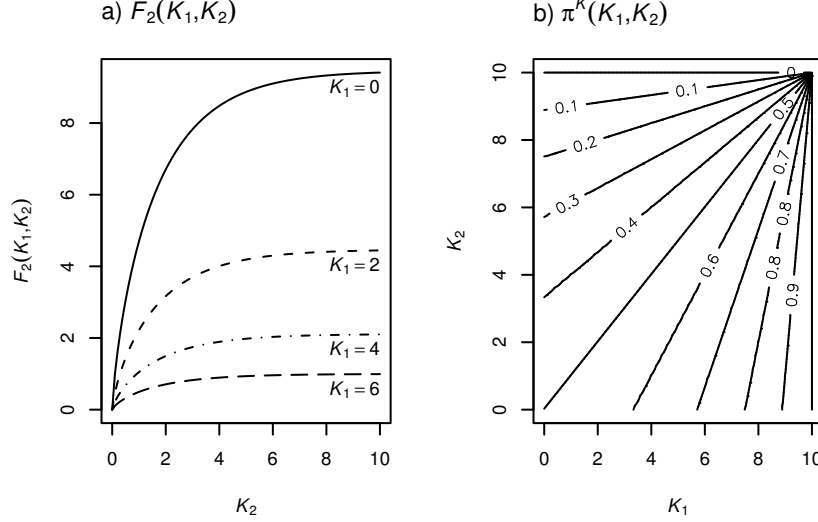 a) F₂(K₁,K₂)
F₂(K₁,K₂)
0 2 4 6 8
K₁=0
K₁=2
K₁=4
K₁=6
0 2 4 6 8 10
K₂
b) πᴷ(K₁,K₂)
K₂
0 2 4 6 8 10
0
0.1
0.1
0.2
0.3
0.4
0.5
0.6
0.7
0.8
0.8
0.9
0 2 4 6 8 10
K₁